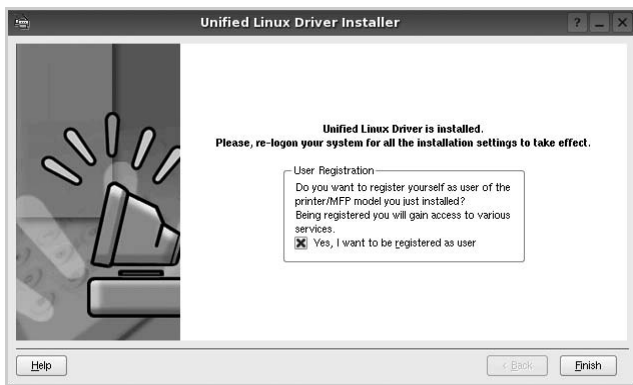 Unified Linux Driver Installer
Unified Linux Driver is installed.
Please, re-logon your system for all the installation settings to take effect.
User Registration
Do you want to register yourself as user of the
printer/MFP model you just installed?
Being registered you will gain access to various
services.
Yes, I want to be registered as user
Help
< Back
Finish